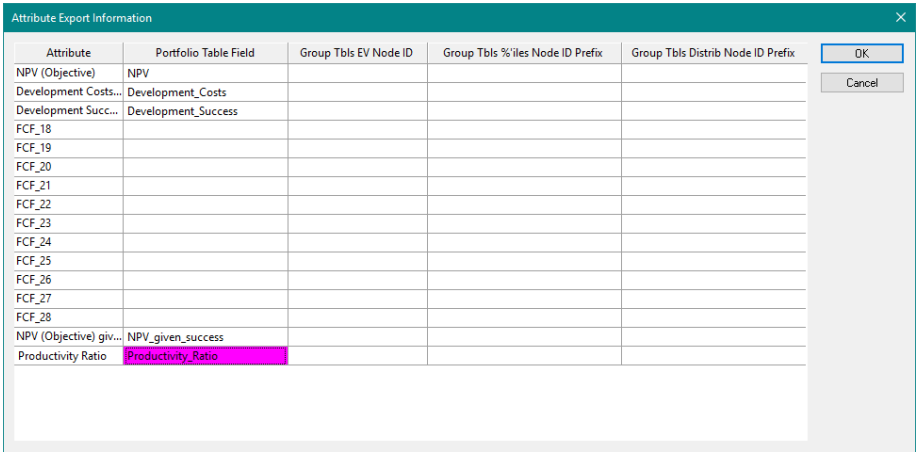 Attribute Export Information
Attribute Portfolio Table Field Group Tbls EV Node ID Group Tbls %'iles Node ID Prefix Group Tbls Distrib Node ID Prefix OK
NPV (Objective) NPV
Cancel
Development Costs... Development_Costs
Development Succ... Development_Success
FCF_18
FCF_19
FCF_20
FCF_21
FCF_22
FCF_23
FCF_24
FCF_25
FCF_26
FCF_27
FCF_28
NPV (Objective) giv... NPV_given_success
Productivity Ratio Productivity_Ratio